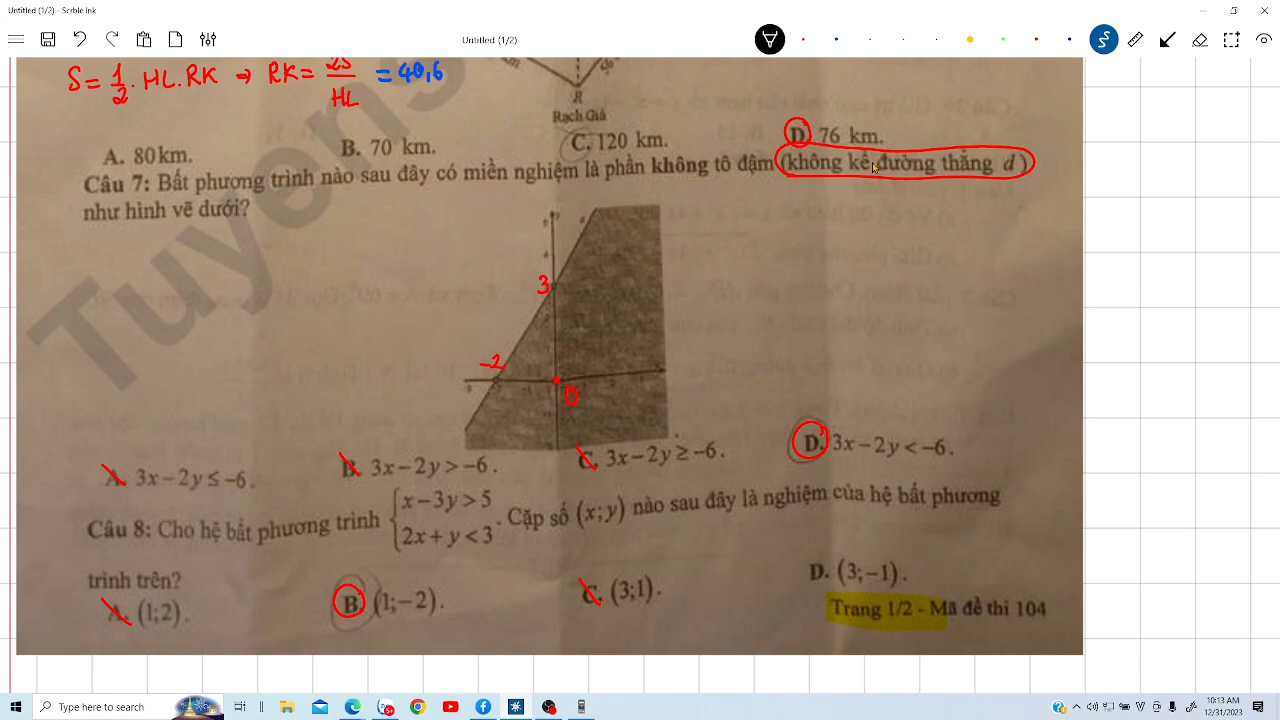 Untitled (1/2) - Scrble Ink
Untitled (1/2)
S = 1/2 . HL.RK → RK = 2S/HL = 40,6
R
Rạch Giá
A. 80km.
B. 70 km.
C. 120 km.
D. 76 km.
Câu 7: Bất phương trình nào sau đây có miền nghiệm là phần không tô đậm (không kể đường thẳng d)
như hình vẽ dưới?
y
3
-2
0
A. 3x-2y≤-6.
B. 3x-2y>-6.
C. 3x-2y≥-6.
D. 3x-2y<-6.
Câu 8: Cho hệ bất phương trình {x-3y>5
2x+y<3. Cặp số (x;y) nào sau đây là nghiệm của hệ bất phương
trình trên?
A. (1;2).
B. (1;-2).
C. (3;1).
D. (3;-1).
Trang 1/2 - Mã đề thi 104
Tuyens
Type here to search
5+
10:13 AM
12/31/2023